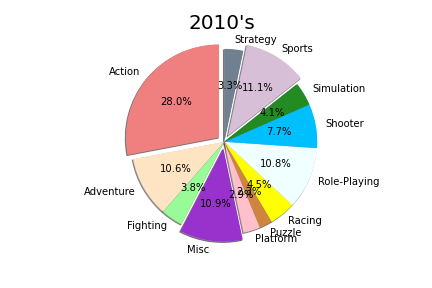 2010's
Strategy
Sports
Action
3.3%
11.1%
Simulation
28.0%
4.1%
Shooter
7.7%
10.8%
10.6%
Role-Playing
4.5%
Adventure
3.8%
2.9%
10.9%
Racing
Fighting
Puzzle
Platform
Misc